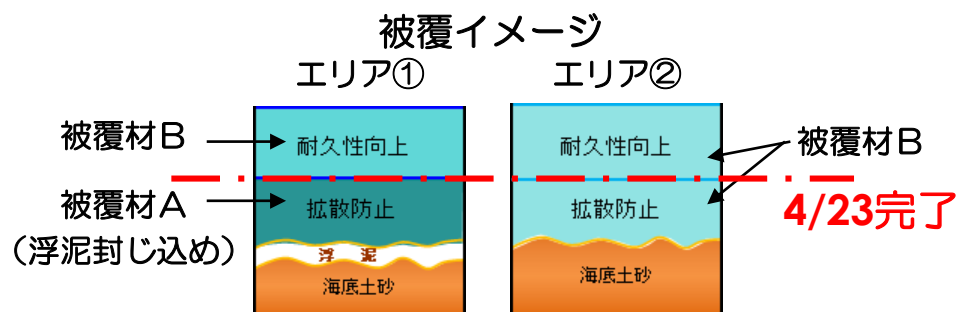 被覆イメージ
エリア①
エリア②
被覆材B
耐久性向上
耐久性向上
被覆材B
被覆材A
(浮泥封じ込め)
拡散防止
拡散防止
4/23完了
浮 泥
海底土砂
海底土砂